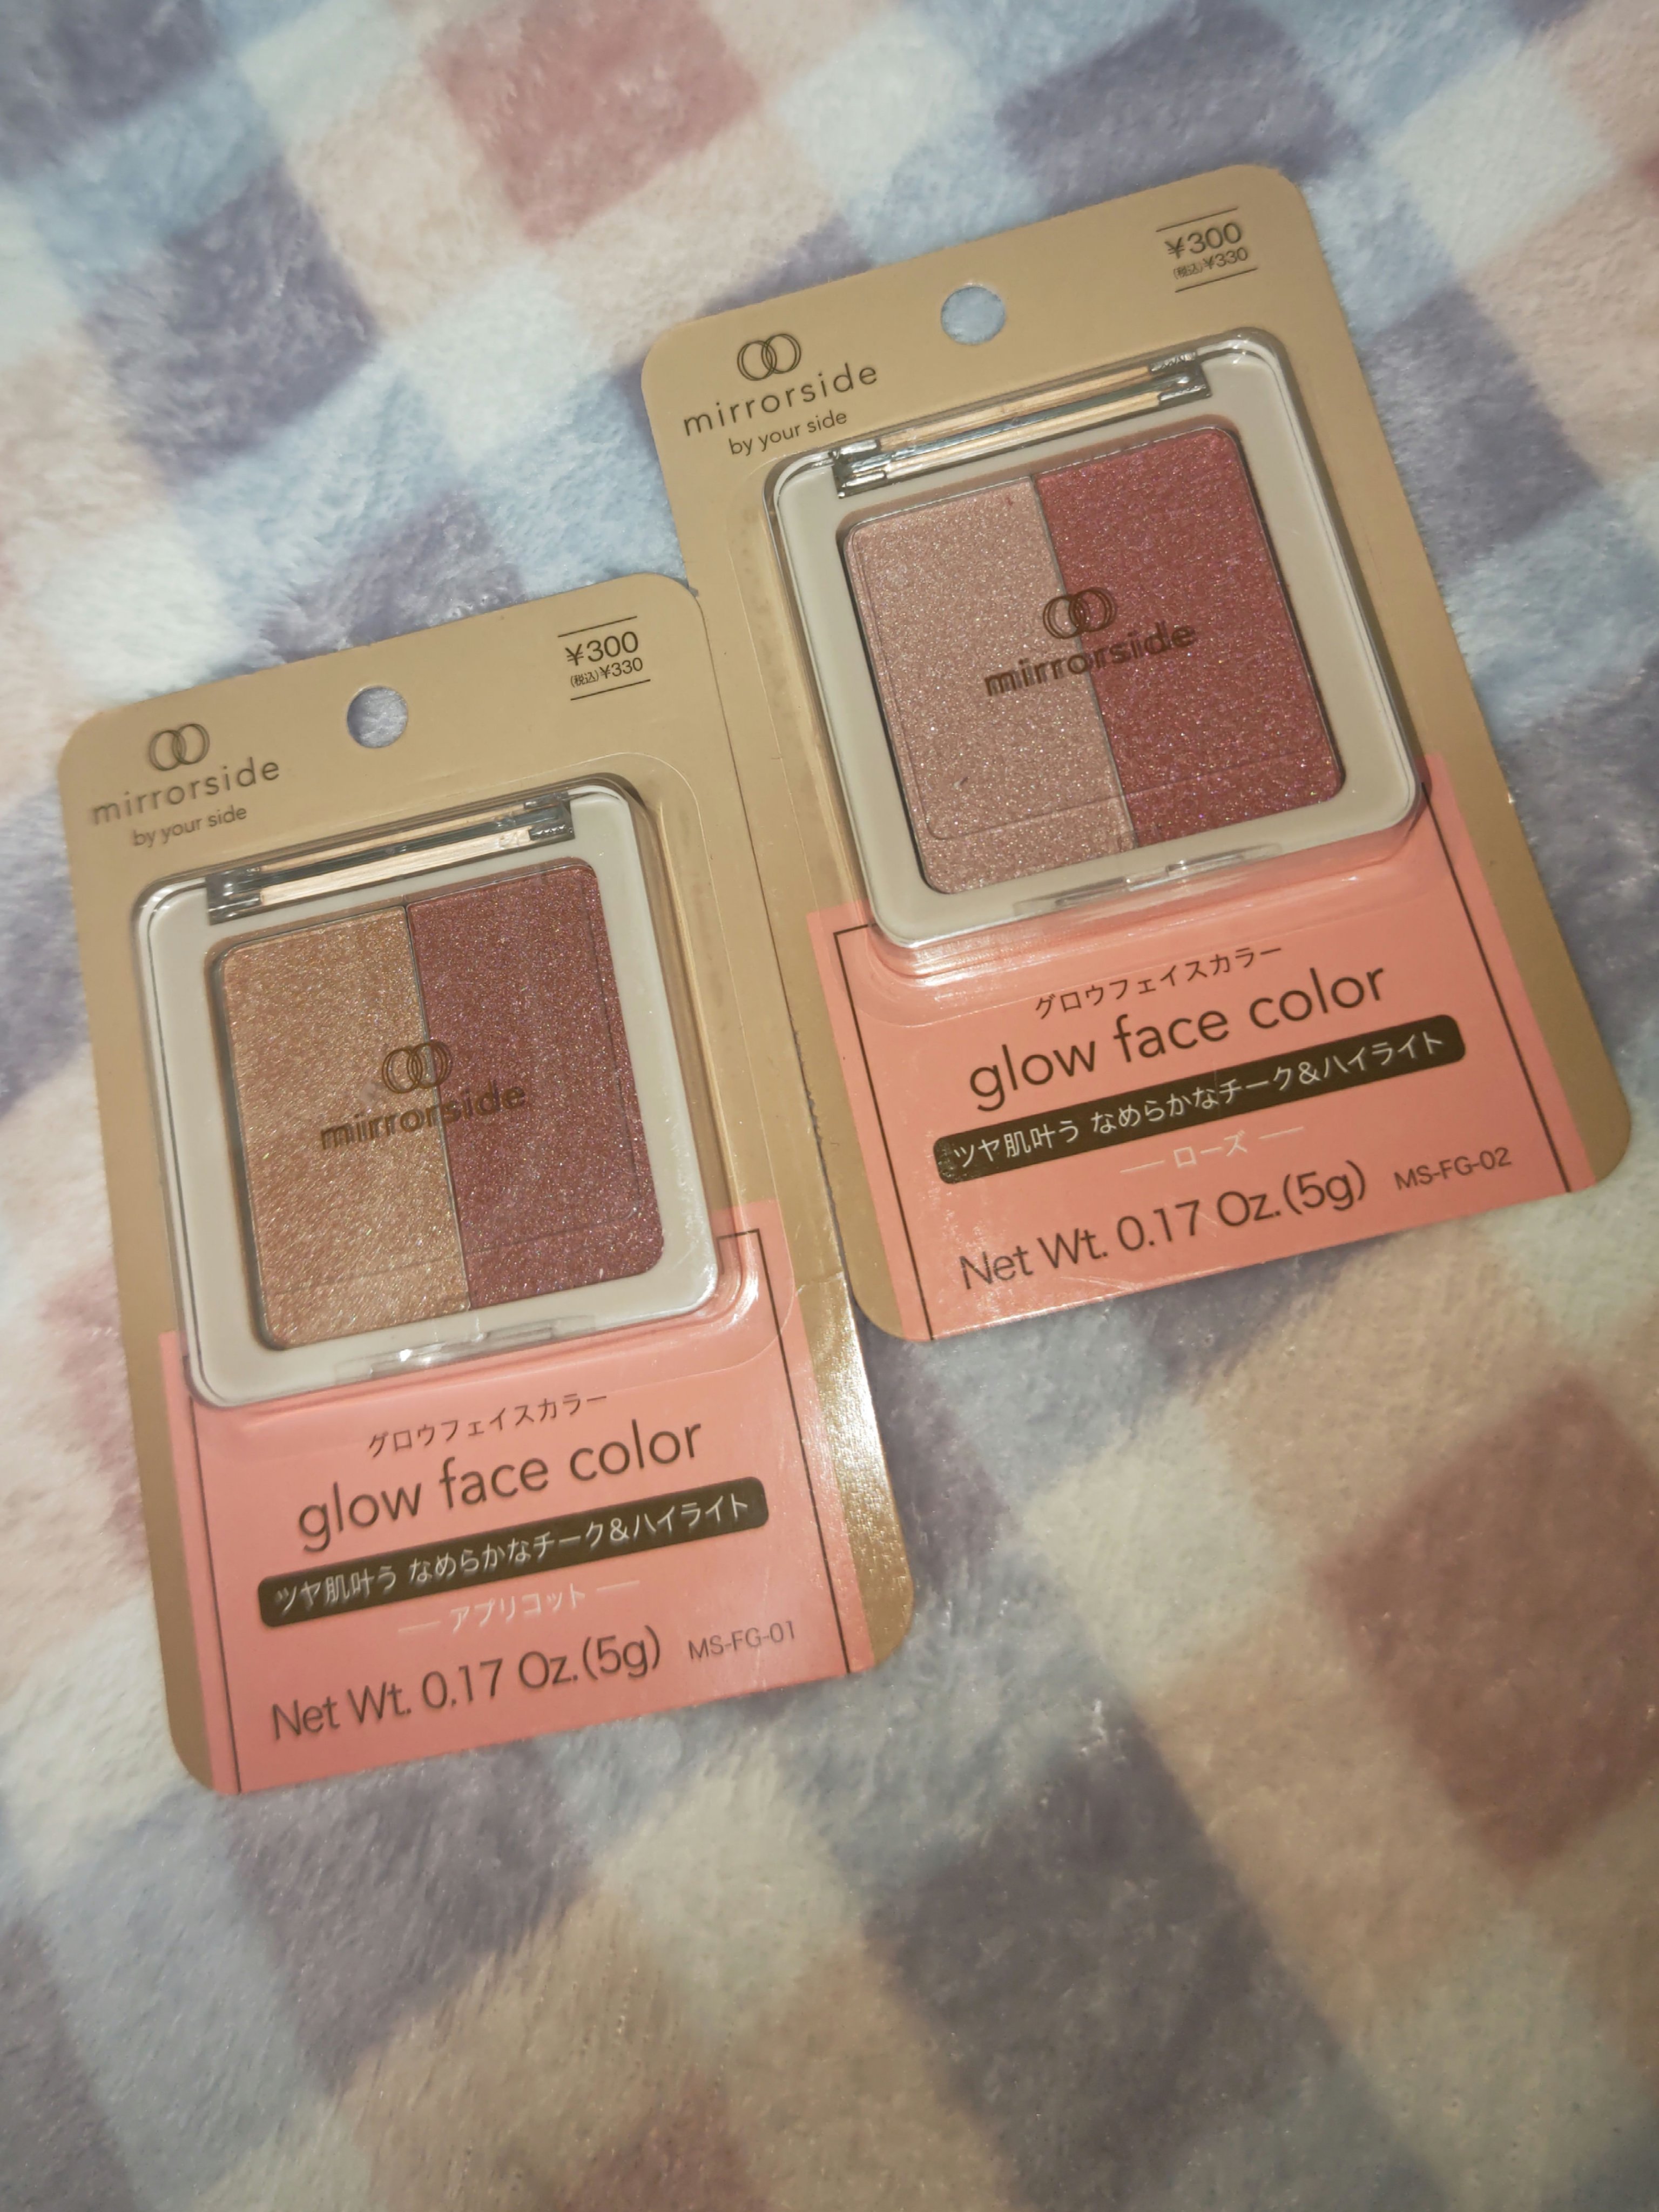 mirrorside
by your side
¥300
(税込)¥330
mirrorside
グロウフェイスカラー
glow face color
ツヤ肌叶う なめらかなチーク&ハイライト
アプリコット
Net Wt. 0.17 Oz.(5g) MS-FG-01
mirrorside
by your side
¥300
(税込)¥330
mirrorside
グロウフェイスカラー
glow face color
ツヤ肌叶う なめらかなチーク&ハイライト
ローズ
Net Wt. 0.17 Oz.(5g) MS-FG-02